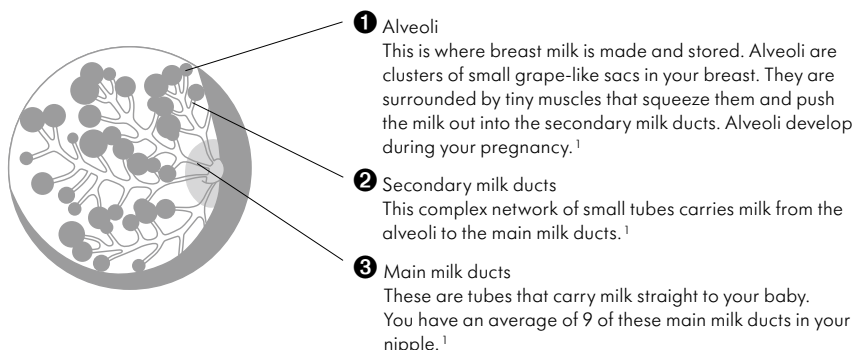 ❶ Alveoli
This is where breast milk is made and stored. Alveoli are
clusters of small grape-like sacs in your breast. They are
surrounded by tiny muscles that squeeze them and push
the milk out into the secondary milk ducts. Alveoli develop
during your pregnancy. ¹
❷ Secondary milk ducts
This complex network of small tubes carries milk from the
alveoli to the main milk ducts. ¹
❸ Main milk ducts
These are tubes that carry milk straight to your baby.
You have an average of 9 of these main milk ducts in your
nipple. ¹